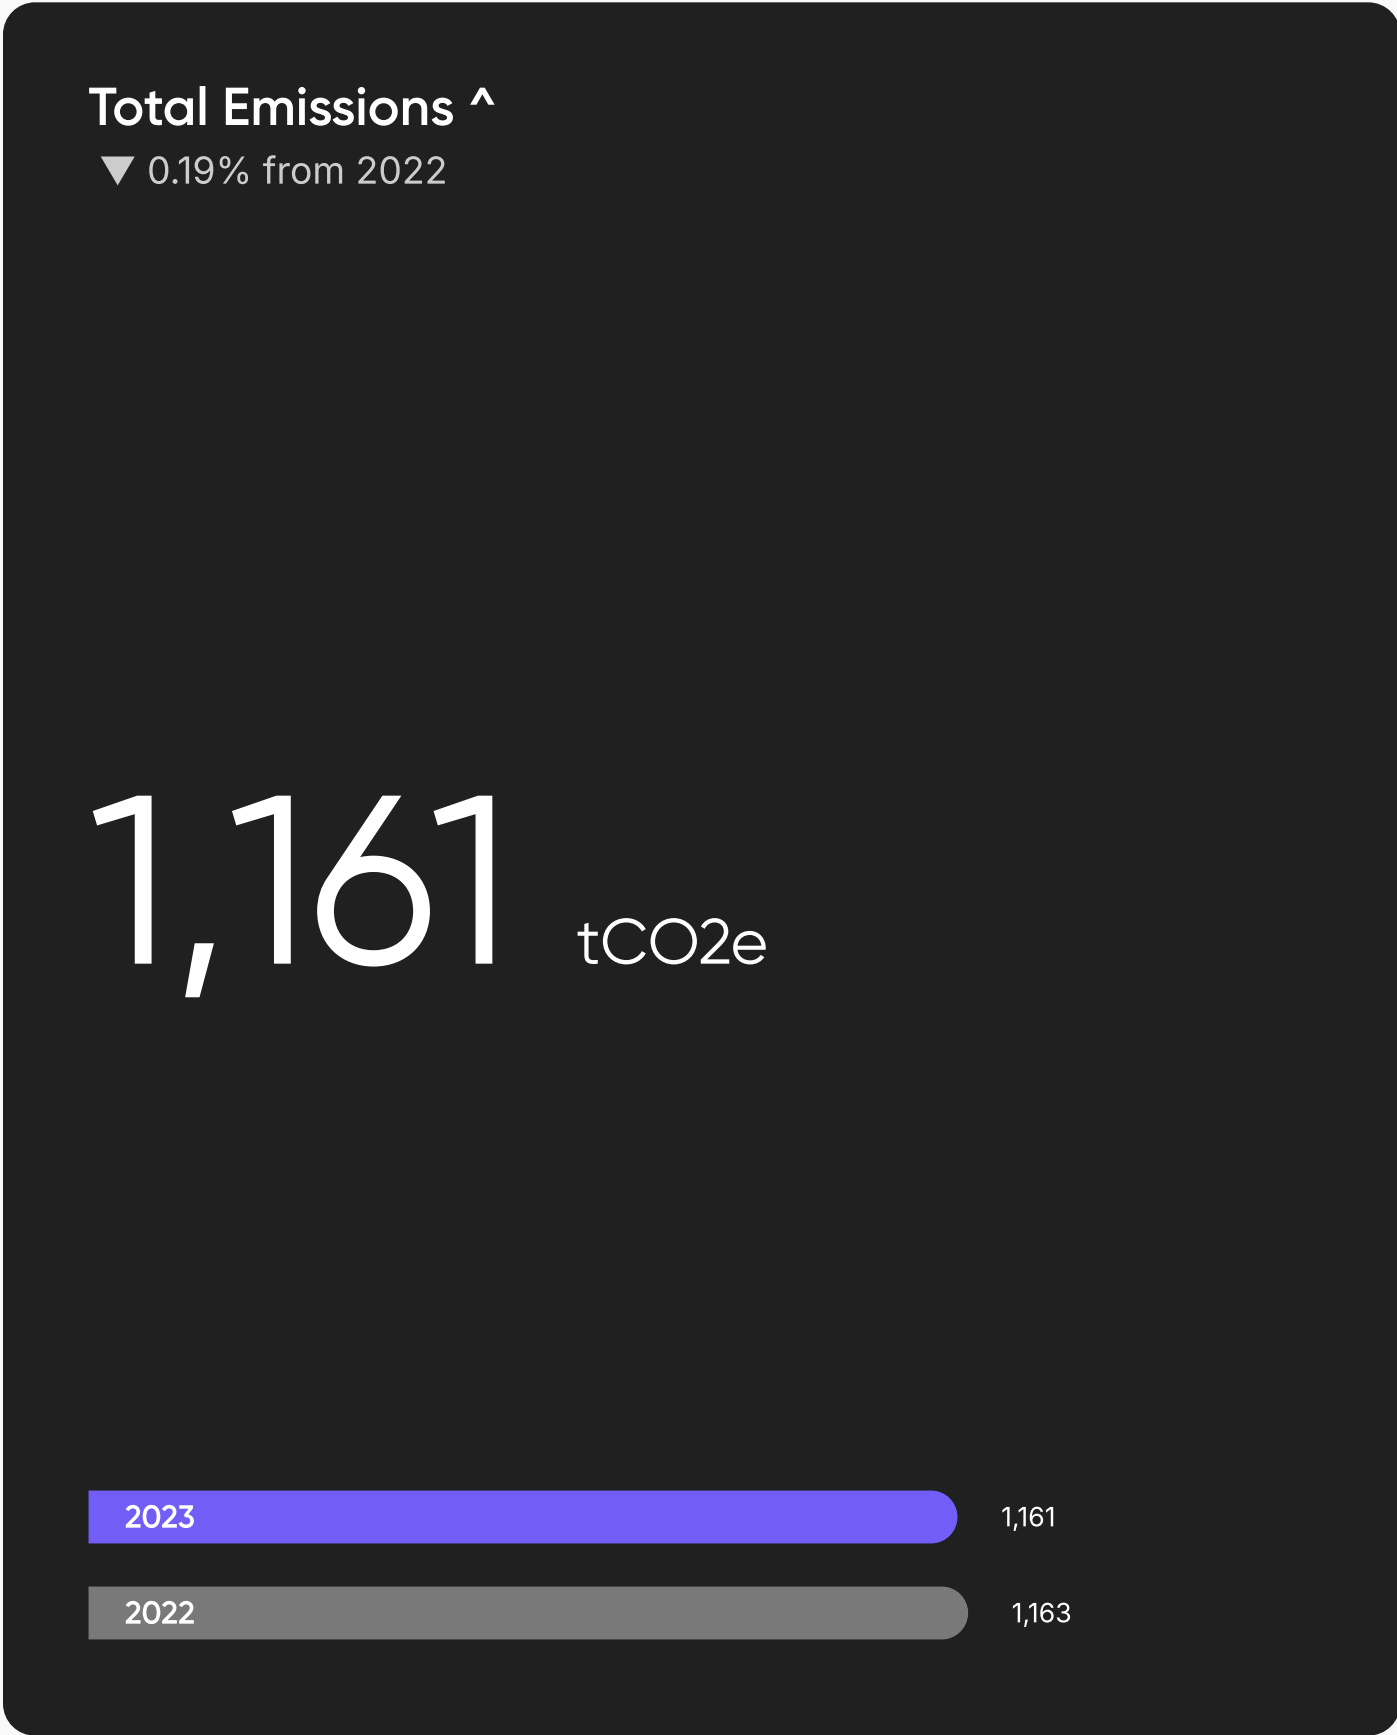 Total Emissions ^
▼ 0.19% from 2022
1,161 tCO2e
2023 1,161
2022 1,163